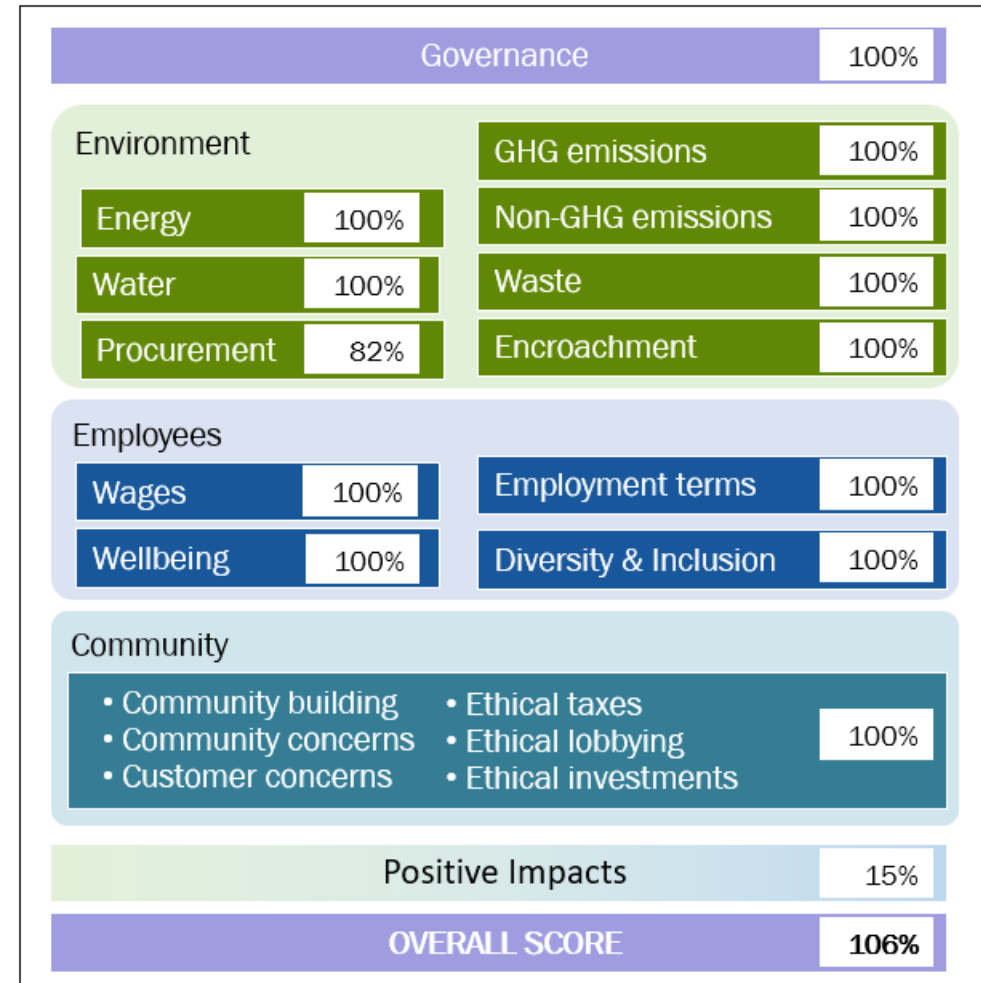 Governance 100%
Environment
Energy 100%
Water 100%
Procurement 82%
GHG emissions 100%
Non-GHG emissions 100%
Waste 100%
Encroachment 100%
Employees
Wages 100%
Wellbeing 100%
Employment terms 100%
Diversity & Inclusion 100%
Community
• Community building
• Community concerns
• Customer concerns
• Ethical taxes
• Ethical lobbying
• Ethical investments
100%
Positive Impacts 15%
OVERALL SCORE 106%